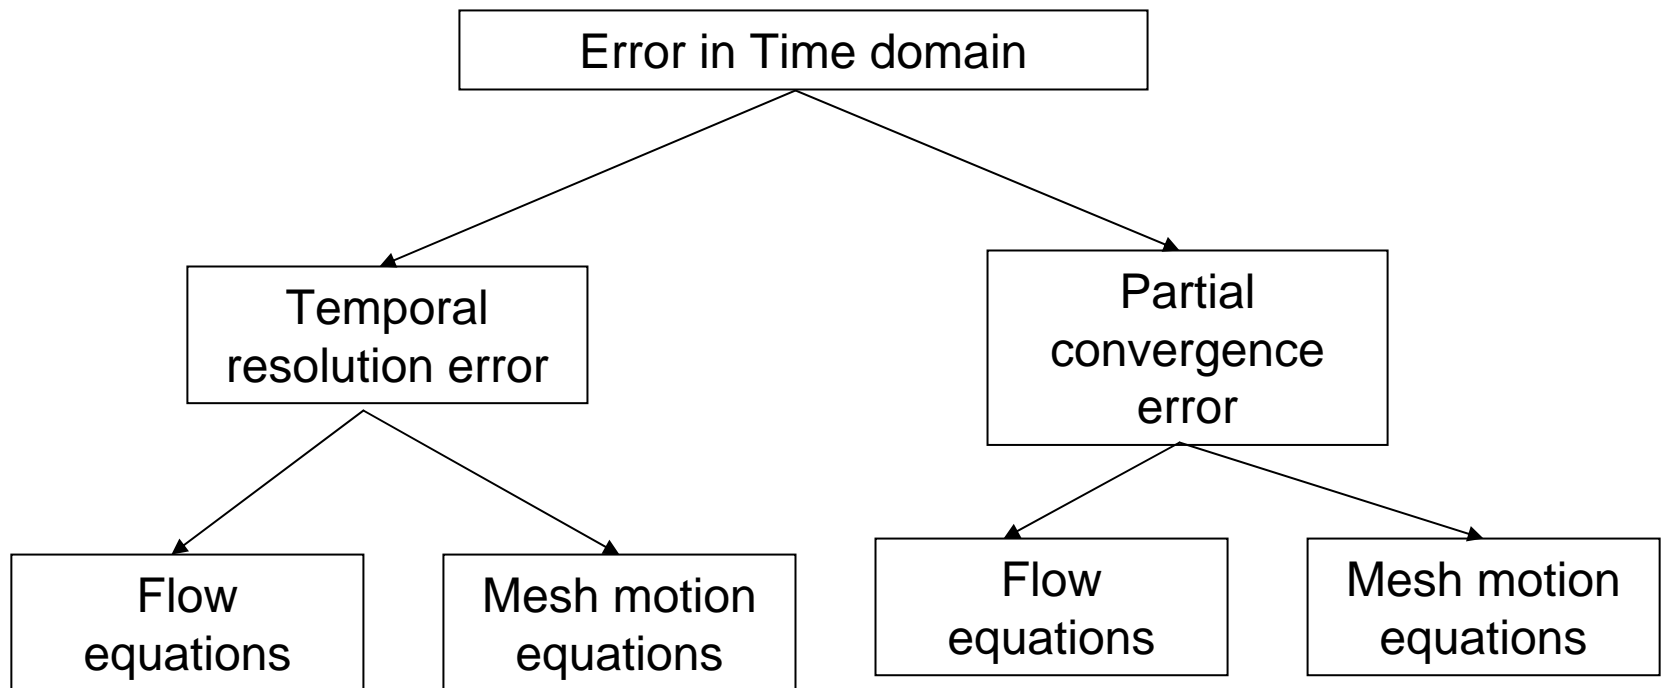 Error in Time domain
Temporal
resolution error
Partial
convergence
error
Flow
equations
Mesh motion
equations
Flow
equations
Mesh motion
equations